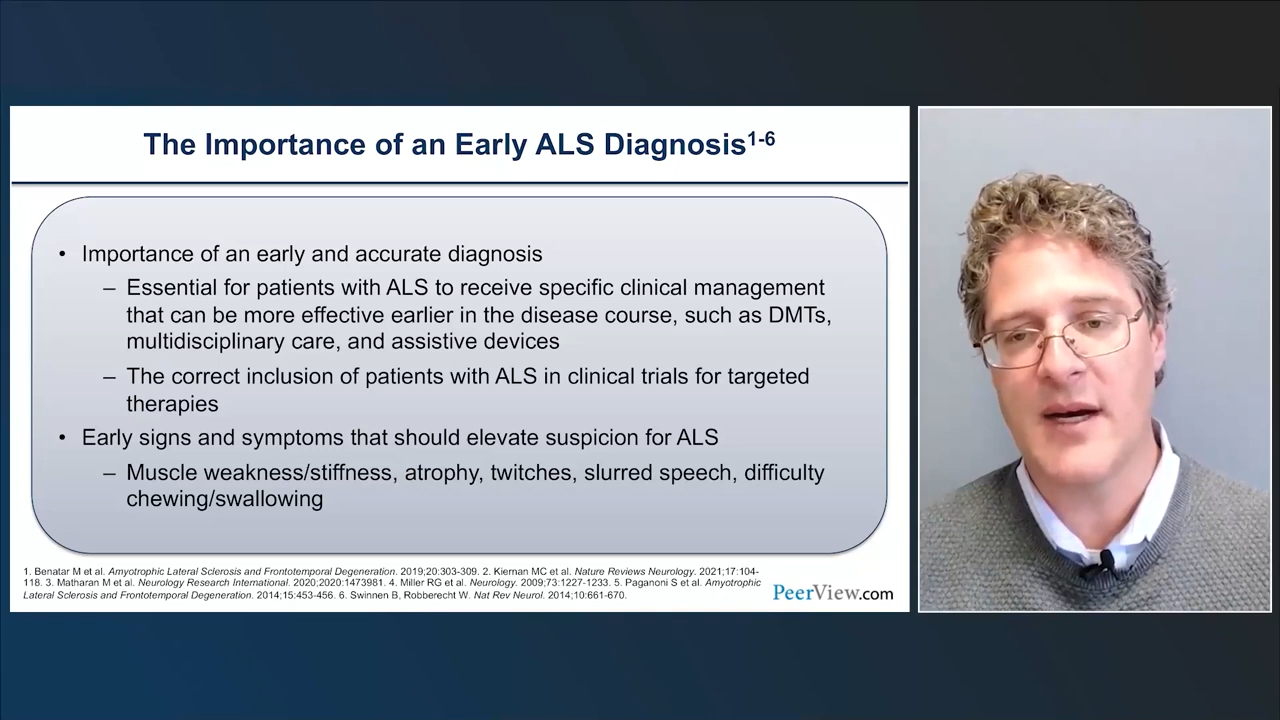 The Importance of an Early ALS Diagnosis1-6
• Importance of an early and accurate diagnosis
– Essential for patients with ALS to receive specific clinical management
that can be more effective earlier in the disease course, such as DMTs,
multidisciplinary care, and assistive devices
– The correct inclusion of patients with ALS in clinical trials for targeted
therapies
• Early signs and symptoms that should elevate suspicion for ALS
– Muscle weakness/stiffness, atrophy, twitches, slurred speech, difficulty
chewing/swallowing
1. Benatar M et al. Amyotrophic Lateral Sclerosis and Frontotemporal Degeneration. 2019;20:303-309. 2. Kiernan MC et al. Nature Reviews Neurology. 2021;17:104-
118. 3. Matharan M et al. Neurology Research International. 2020;2020:1473981. 4. Miller RG et al. Neurology. 2009;73:1227-1233. 5. Paganoni S et al. Amyotrophic
Lateral Sclerosis and Frontotemporal Degeneration. 2014;15:453-456. 6. Swinnen B, Robberecht W. Nat Rev Neurol. 2014;10:661-670.
PeerView.com